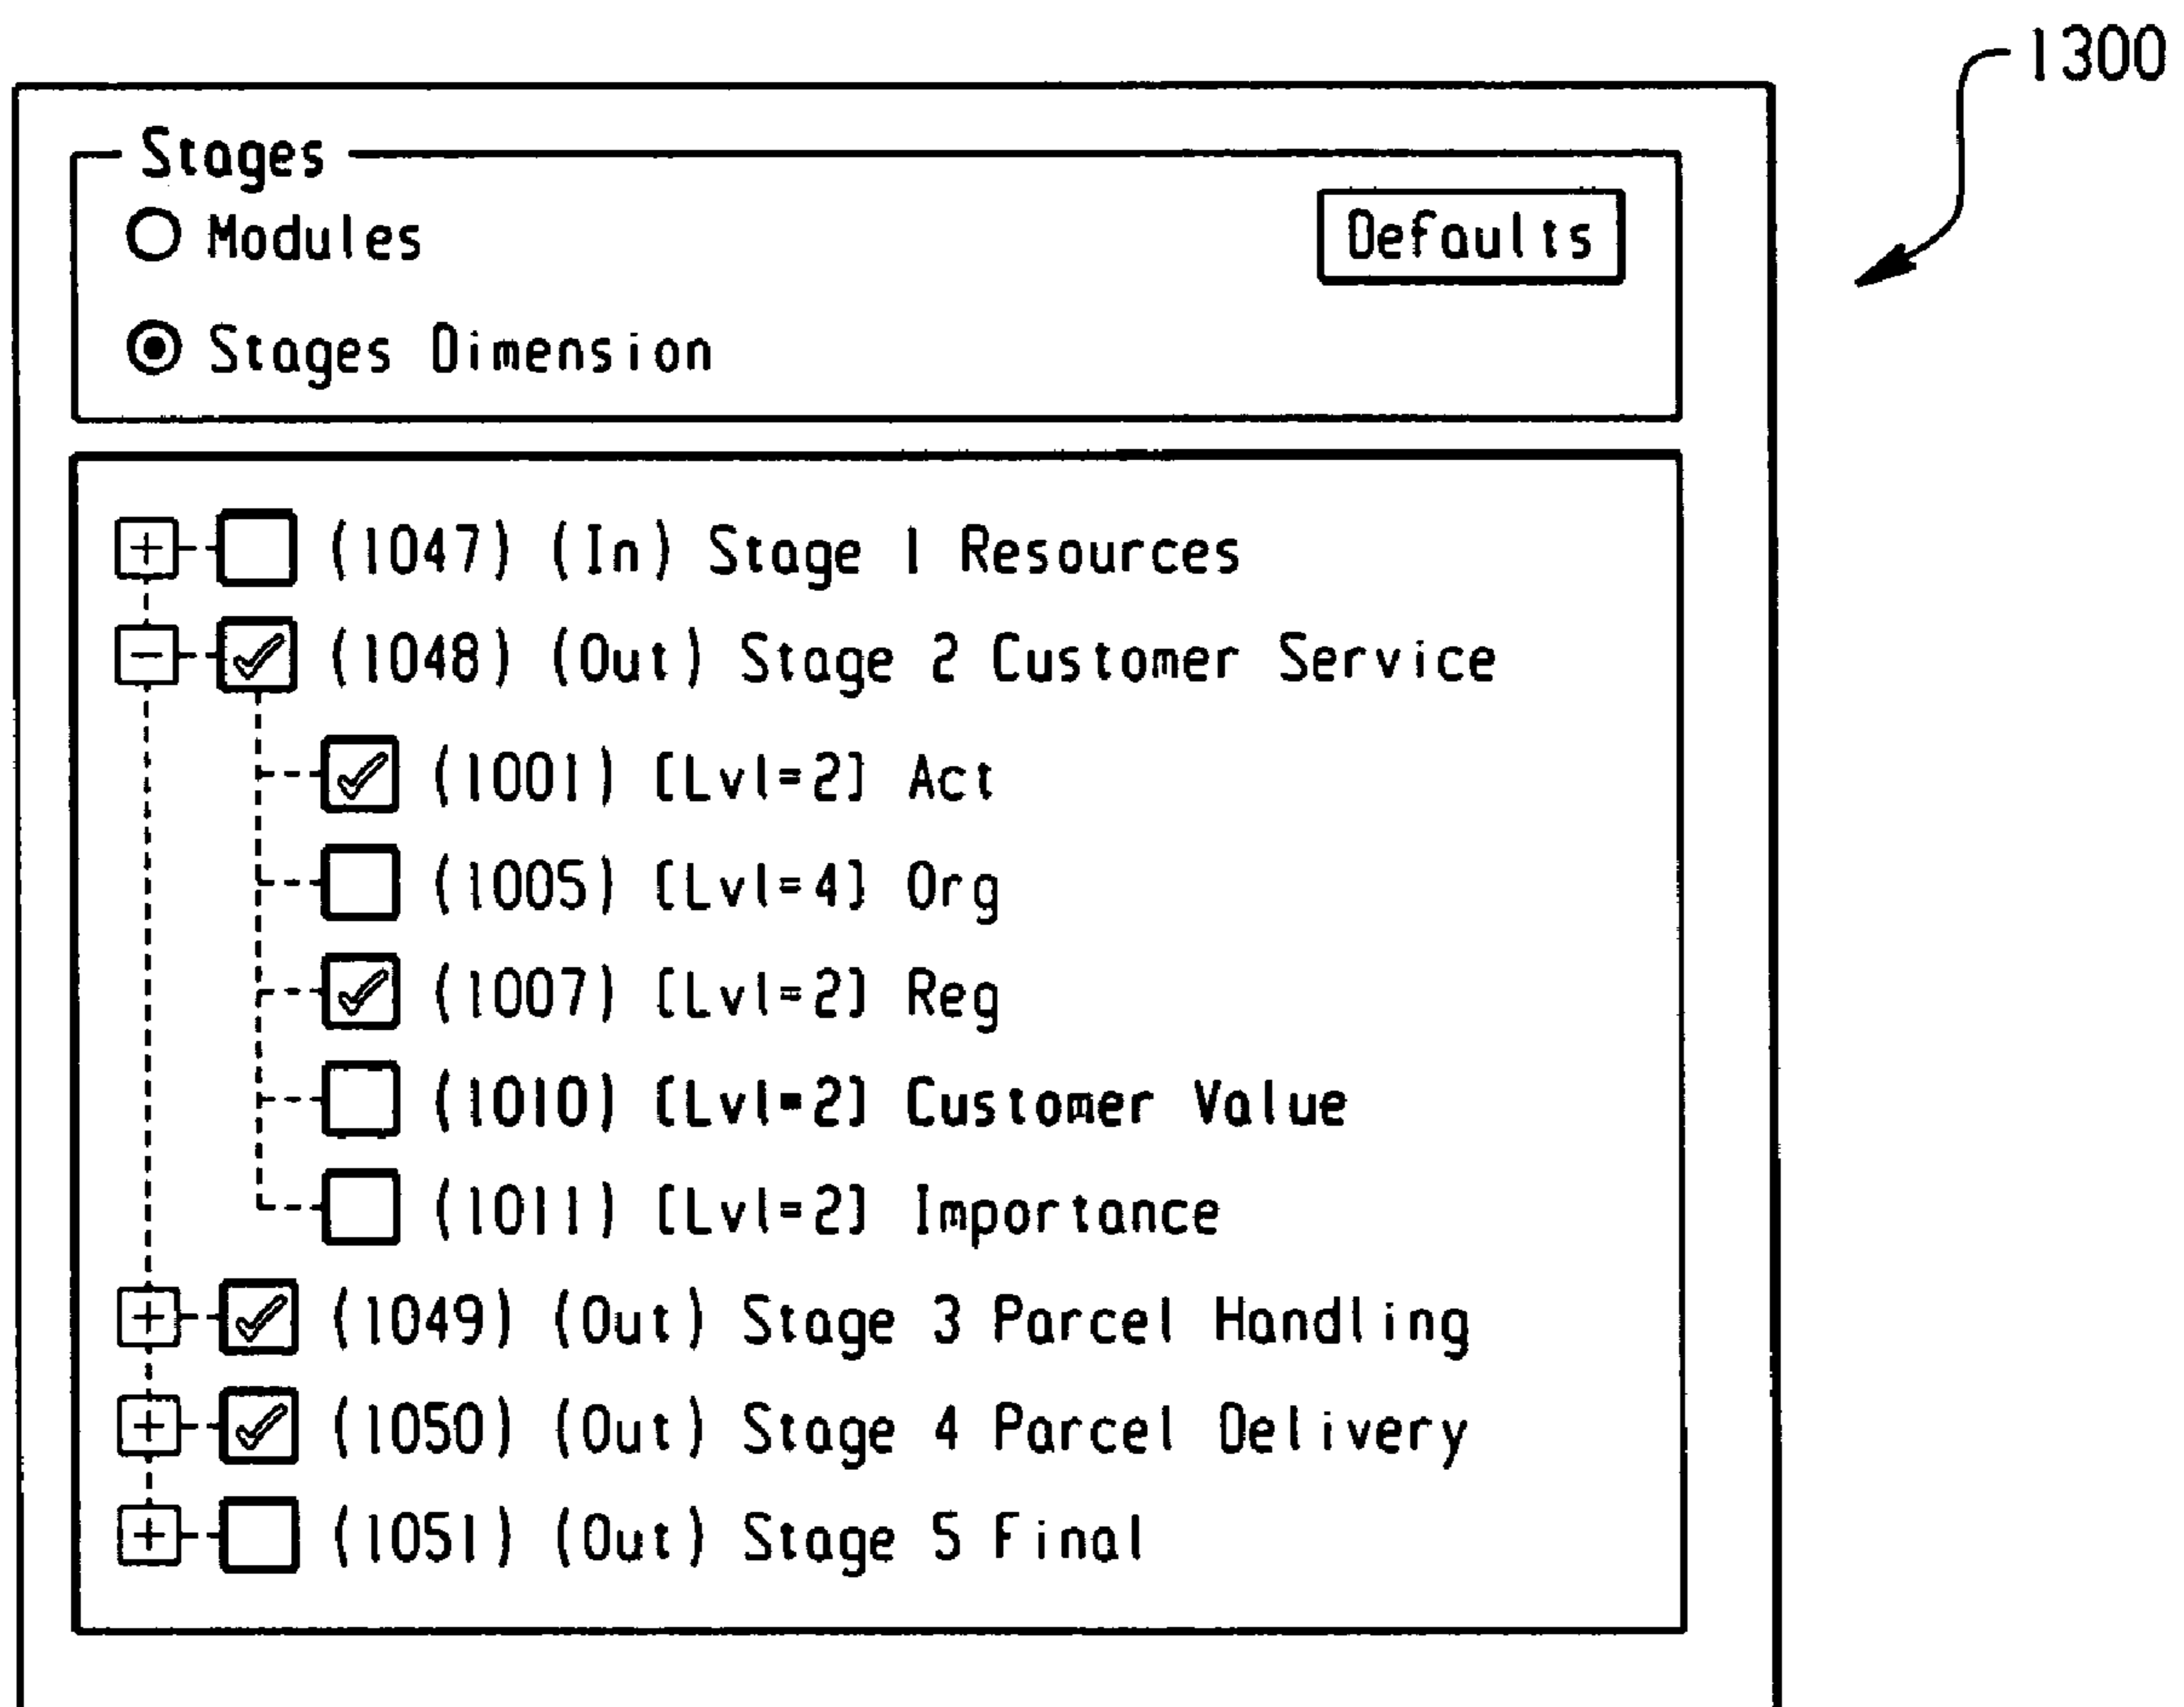 1300
Stages
Modules
Defaults
Stages Dimension
(1047) (In) Stage 1 Resources
(1048) (Out) Stage 2 Customer Service
(1001) [Lvl=2] Act
(1005) [Lvl=4] Org
(1007) [Lvl=2] Reg
(1010) [Lvl=2] Customer Value
(1011) [Lvl=2] Importance
(1049) (Out) Stage 3 Parcel Handling
(1050) (Out) Stage 4 Parcel Delivery
(1051) (Out) Stage 5 Final